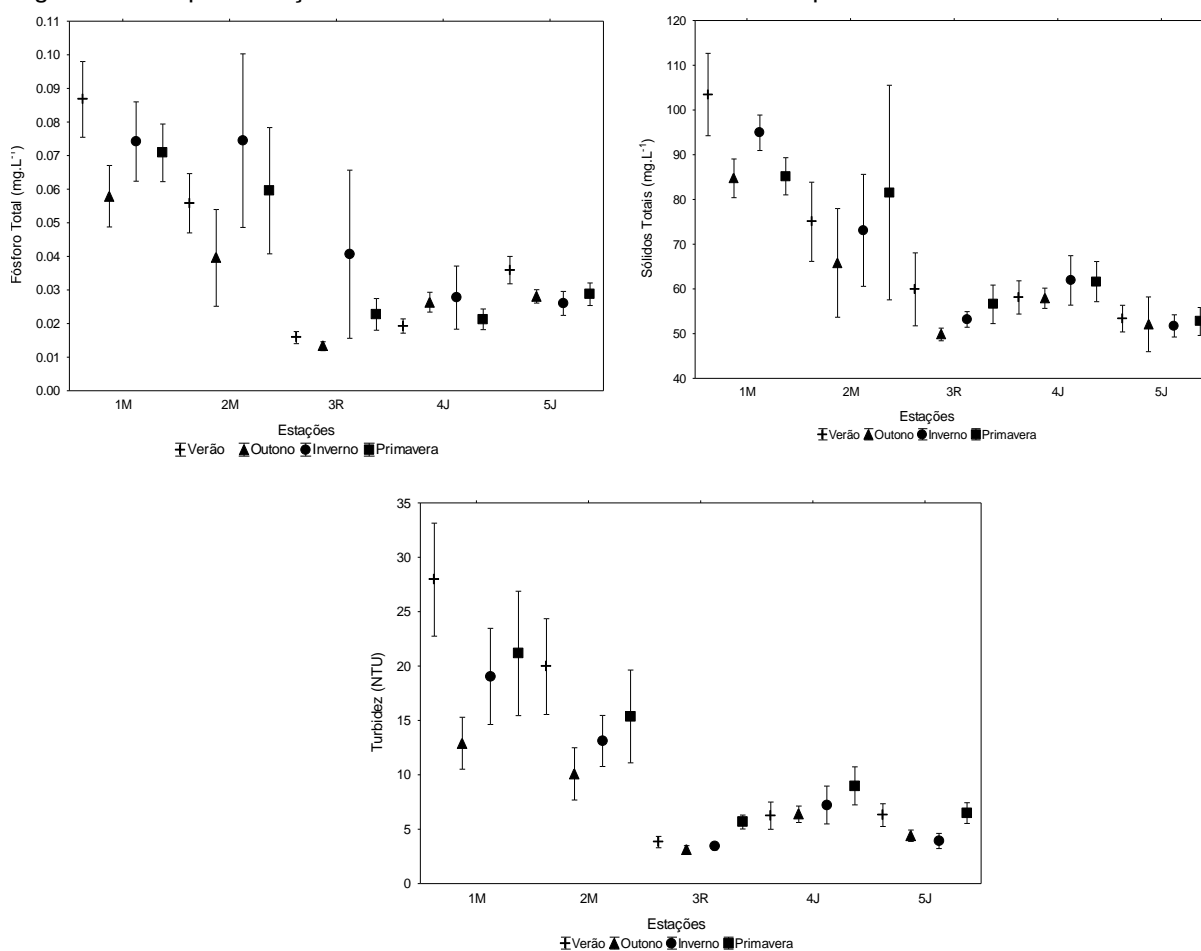 0.11
0.10
0.09
0.08
0.07
0.06
0.05
0.04
0.03
0.02
0.01
0.00
Fósforo Total (mg.L⁻¹)
1M 2M 3R 4J 5J
Estações
Verão Outono Inverno Primavera
120
110
100
90
80
70
60
50
40
Sólidos Totais (mg.L⁻¹)
1M 2M 3R 4J 5J
Estações
Verão Outono Inverno Primavera
35
30
25
20
15
10
5
0
Turbidez (NTU)
1M 2M 3R 4J 5J
Estações
Verão Outono Inverno Primavera